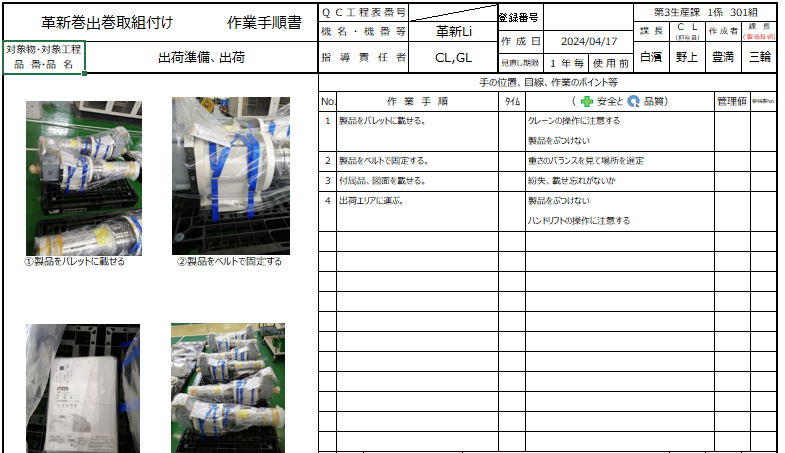 革新巻出巻取組付け 作業手順書
対象物・対象工程
品 番・品 名
出荷準備、出荷
QC工程表番号
機名・機番等 革新Li
指導責任者 CL,GL
登録番号
作成日 2024/04/17
見直し期限 1年毎 使用前
第3生産課 1係 301組
課長 CL 作成者 課長
(製造技術)
白濱 野上 豊満 三輪
手の位置、目線、作業のポイント等
No. 作業手順 タイム ( 安全と 品質) 管理値
1 製品をパレットに載せる。 クレーンの操作に注意する
製品をぶつけない
2 製品をベルトで固定する。 重さのバランスを見て場所を選定
3 付属品、図面を載せる。 紛失、載せ忘れがないか
4 出荷エリアに運ぶ。 製品をぶつけない
ハンドリフトの操作に注意する
①製品をパレットに載せる ②製品をベルトで固定する